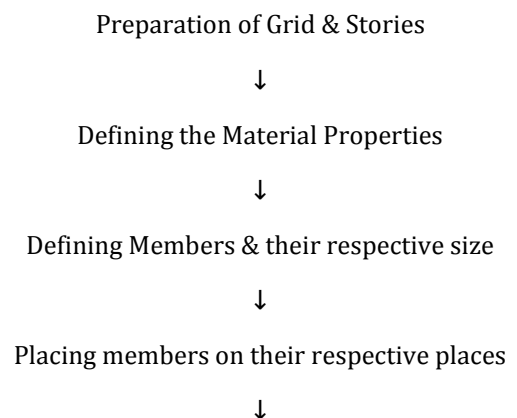 Preparation of Grid & Stories
↓
Defining the Material Properties
↓
Defining Members & their respective size
↓
Placing members on their respective places
↓